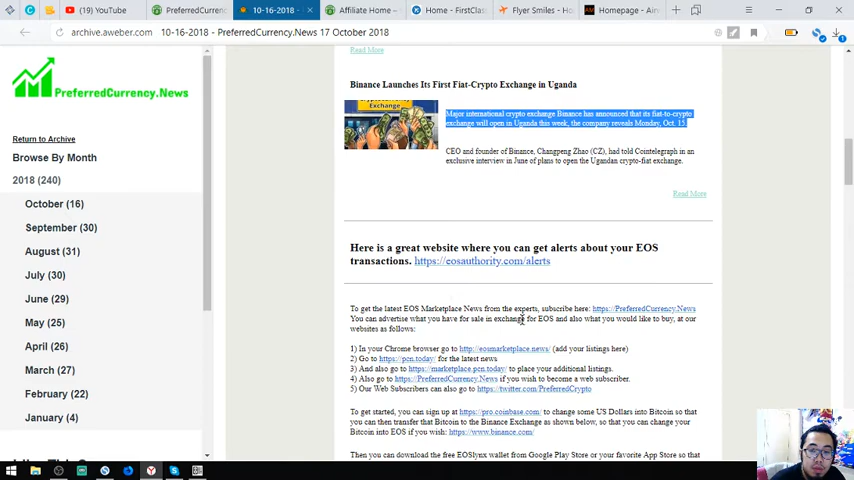 (19) YouTube
PreferredCurrenc
10-16-2018 -
Affiliate Home –
Home - FirstClass
Flyer Smiles - Ho
Homepage - Air
archive.aweber.com
10-16-2018 - PreferredCurrency.News 17 October 2018
PreferredCurrency.News
Return to Archive
Browse By Month
2018 (240)
October (16)
September (30)
August (31)
July (30)
June (29)
May (25)
April (26)
March (27)
February (22)
January (4)
Read More
Binance Launches Its First Fiat-Crypto Exchange in Uganda
Exchange
Major international crypto exchange Binance has announced that its fiat-to-crypto
exchange will open in Uganda this week, the company reveals Monday, Oct. 15.
CEO and founder of Binance, Changpeng Zhao (CZ), had told Cointelegraph in an
exclusive interview in June of plans to open the Ugandan crypto-fiat exchange.
Read More
Here is a great website where you can get alerts about your EOS
transactions. https://eosauthority.com/alerts
To get the latest EOS Marketplace News from the experts, subscribe here: https://PreferredCurrency.News
You can advertise what you have for sale in exchange for EOS and also what you would like to buy, at our
websites as follows:
1) In your Chrome browser go to http://eosmarketplace.news/ (add your listings here)
2) Go to https://pcn.today/ for the latest news
3) And also go to https://marketplace.pcn.today/ to place your additional listings.
4) Also go to https://PreferredCurrency.News if you wish to become a web subscriber.
5) Our Web Subscribers can also go to https://twitter.com/PreferredCrypto
To get started, you can sign up at https://pro.coinbase.com/ to change some US Dollars into Bitcoin so that
you can then transfer that Bitcoin to the Binance Exchange as shown below, so that you can change your
Bitcoin into EOS if you wish: https://www.binance.com/
Then you can download the free EOSlynx wallet from Google Play Store or your favorite App Store so that